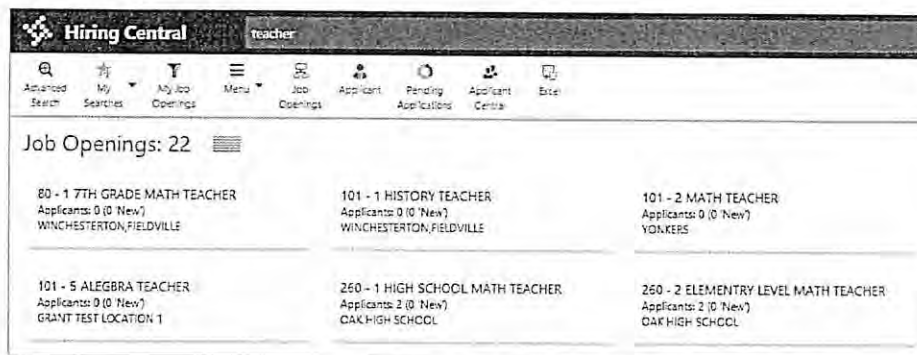 Hiring Central
teacher
Advanced Search
My Searches
My Job Openings
Menu
Job Openings
Applicant
Pending Applications
Applicant Central
Excel
Job Openings: 22
80 - 1 7TH GRADE MATH TEACHER
Applicants: 0 (0 'New')
WINCHESTERTON,FIELDVILLE
101 - 1 HISTORY TEACHER
Applicants: 0 (0 'New')
WINCHESTERTON,FIELDVILLE
101 - 2 MATH TEACHER
Applicants: 0 (0 'New')
YONKERS
101 - 5 ALEGBRA TEACHER
Applicants: 0 (0 'New')
GRANT TEST LOCATION 1
260 - 1 HIGH SCHOOL MATH TEACHER
Applicants: 2 (0 'New')
OAK HIGH SCHOOL
260 - 2 ELEMENTRY LEVEL MATH TEACHER
Applicants: 2 (0 'New')
OAK HIGH SCHOOL